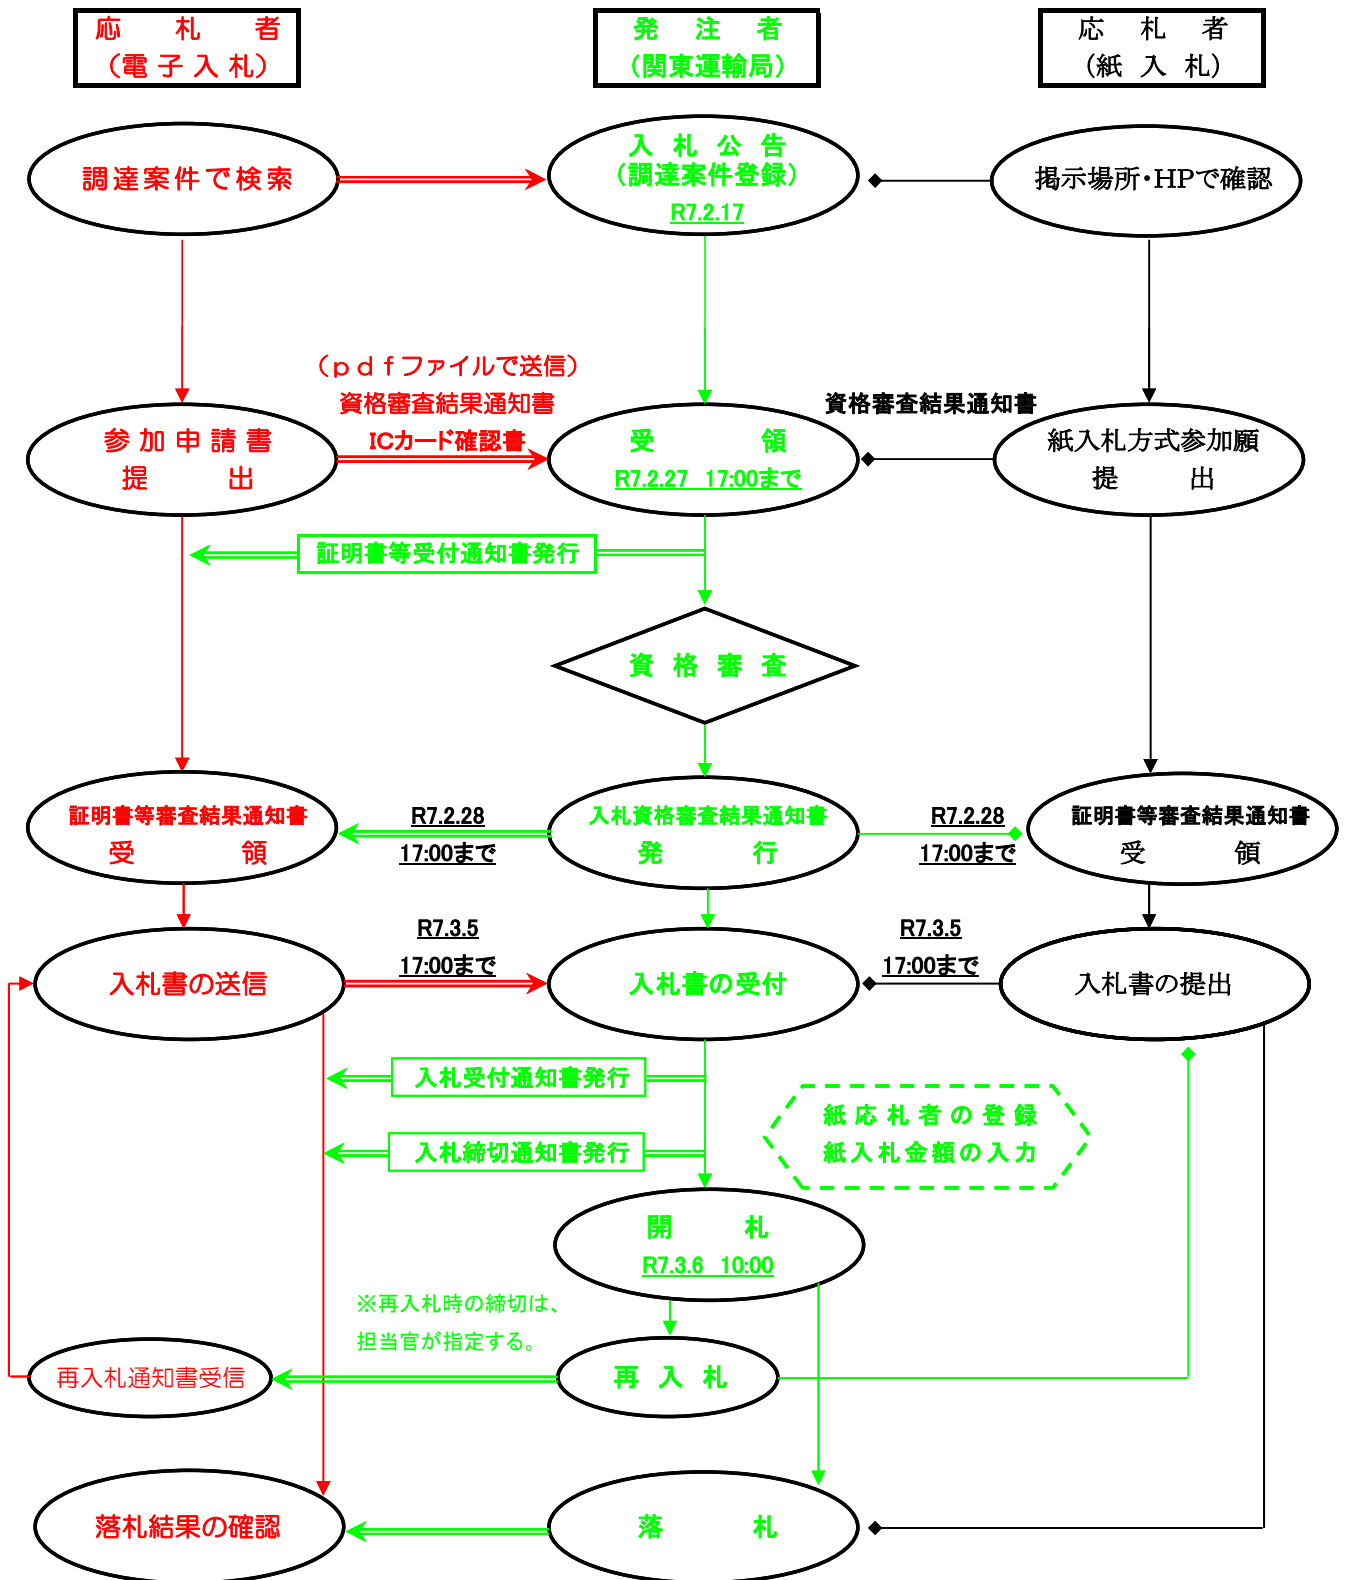 応 札 者
（電 子 入 札）
発 注 者
（関東運輸局）
応 札 者
（紙 入 札）
調達案件で検索
入 札 公 告
（調達案件登録）
R7.2.17
掲示場所・HPで確認
（ｐｄｆファイルで送信）
資格審査結果通知書
ICカード確認書
資格審査結果通知書
参 加 申 請 書
提 出
受 領
R7.2.27 17:00まで
紙入札方式参加願
提 出
証明書等受付通知書発行
資 格 審 査
証明書等審査結果通知書
受 領
R7.2.28
17:00まで
入札資格審査結果通知書
発 行
R7.2.28
17:00まで
証明書等審査結果通知書
受 領
R7.3.5
17:00まで
R7.3.5
17:00まで
入札書の送信
入札書の受付
入札書の提出
入札受付通知書発行
紙 応 札 者 の 登 録
紙入札金額の入力
入札締切通知書発行
開 札
R7.3.6 10:00
※再入札時の締切は、
担当官が指定する。
再入札通知書受信
再 入 札
落札結果の確認
落 札